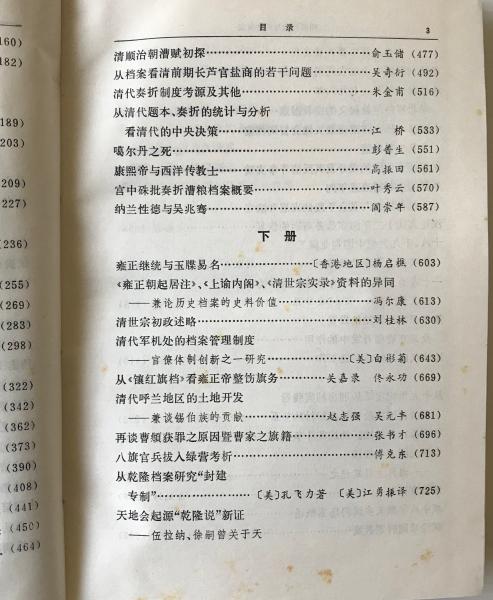 目 录 3
清顺治朝漕赋初探……俞玉储 (477)
从档案看清前期长芦官盐商的若干问题……吴奇衍 (492)
清代奏折制度考源及其他……朱金甫 (516)
从清代题本、奏折的统计与分析
看清代的中央决策……江 桥 (533)
噶尔丹之死……彭普生 (551)
康熙帝与西洋传教士……高振田 (561)
宫中硃批奏折漕粮档案概要……叶秀云 (570)
纳兰性德与吴兆骞……阎崇年 (587)
下 册
雍正继统与玉牒易名……〔香港地区〕杨启樵 (603)
《雍正朝起居注》、《上谕内阁》、《清世宗实录》资料的异同
——兼论历史档案的史料价值……冯尔康 (613)
清世宗初政述略……刘桂林 (630)
清代军机处的档案管理制度
——官僚体制创新之一研究……〔美〕白彬菊 (643)
从《镶红旗档》看雍正帝整饬旗务……吴嘉录 佟永功 (669)
清代呼兰地区的土地开发
——兼谈锡伯族的贡献……赵志强 吴元丰 (681)
再谈曹頫获罪之原因暨曹家之旗籍……张书才 (696)
八旗官兵拔入绿营考析……傅克东 (713)
从乾隆档案研究“封建
专制”……〔美〕孔飞力著 〔美〕江勇振译 (725)
天地会起源“乾隆说”新证
——伍拉纳、徐嗣曾关于天
160)
(182)
189)
(203)
209)
(227)
(236)
(255)
(269)
(283)
(298)
(322)
(342)
(362)
(373)
(390)
(408)
(441)
(450)
(464)